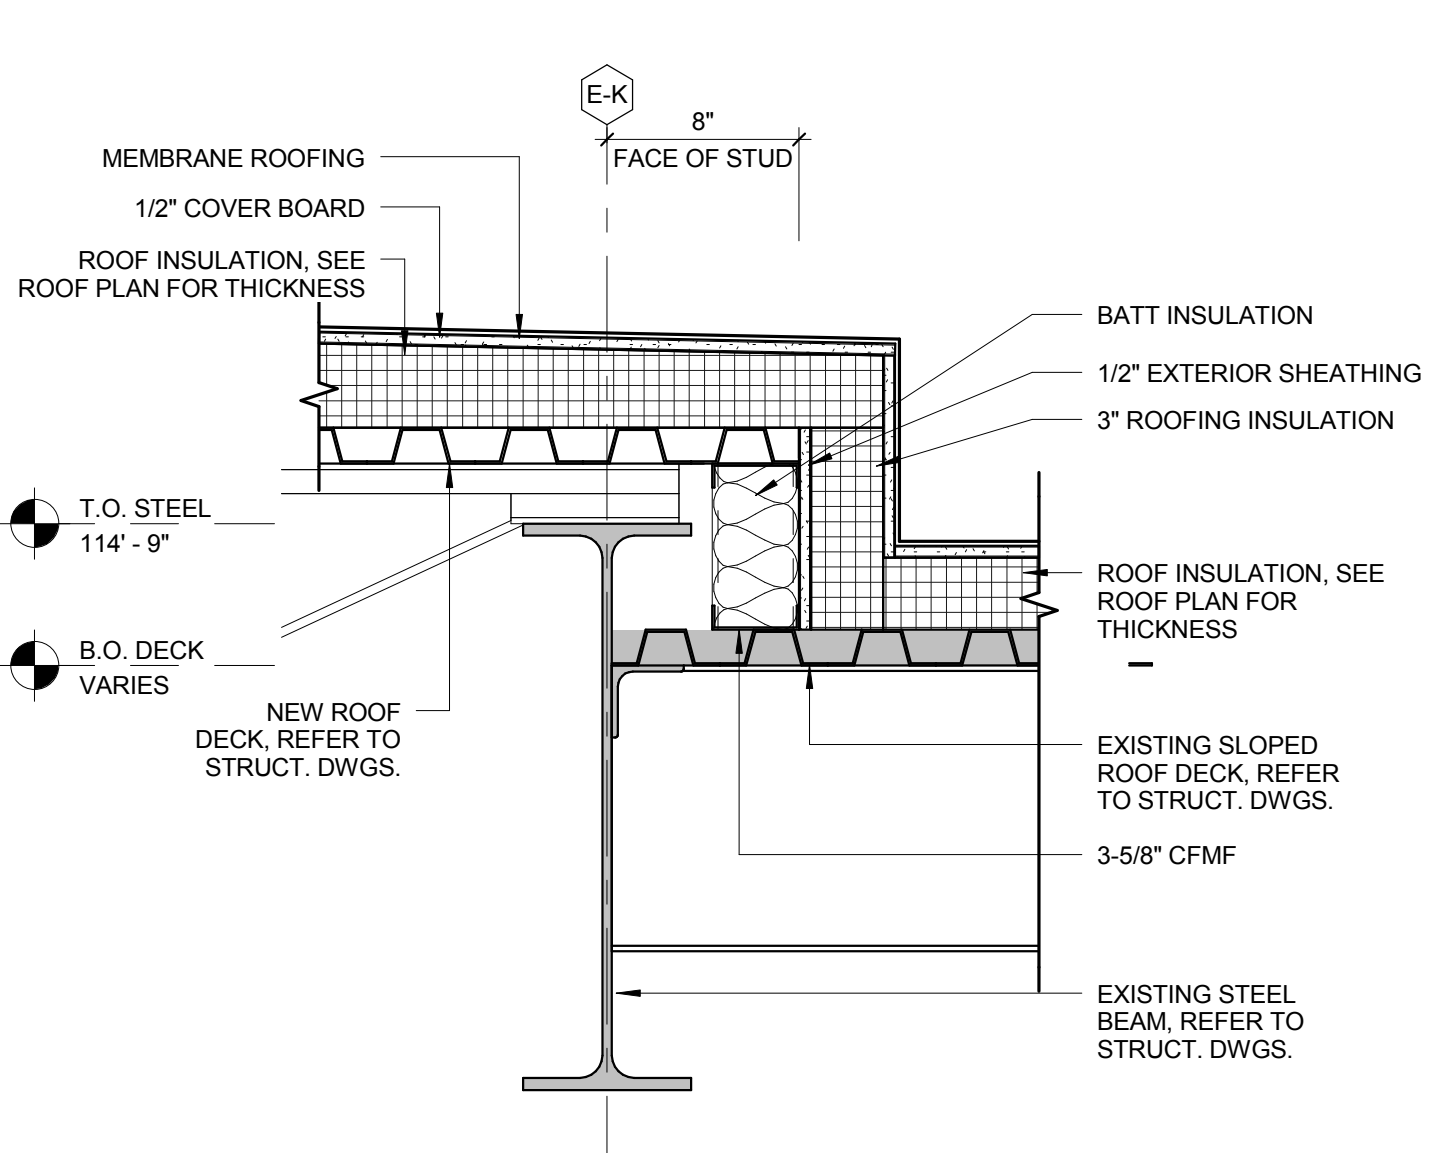 E-K
8"
FACE OF STUD
MEMBRANE ROOFING
1/2" COVER BOARD
ROOF INSULATION, SEE
ROOF PLAN FOR THICKNESS
BATT INSULATION
1/2" EXTERIOR SHEATHING
3" ROOFING INSULATION
T.O. STEEL
114' - 9"
B.O. DECK
VARIES
NEW ROOF
DECK, REFER TO
STRUCT. DWGS.
ROOF INSULATION, SEE
ROOF PLAN FOR
THICKNESS
EXISTING SLOPED
ROOF DECK, REFER
TO STRUCT. DWGS.
3-5/8" CFMF
EXISTING STEEL
BEAM, REFER TO
STRUCT. DWGS.